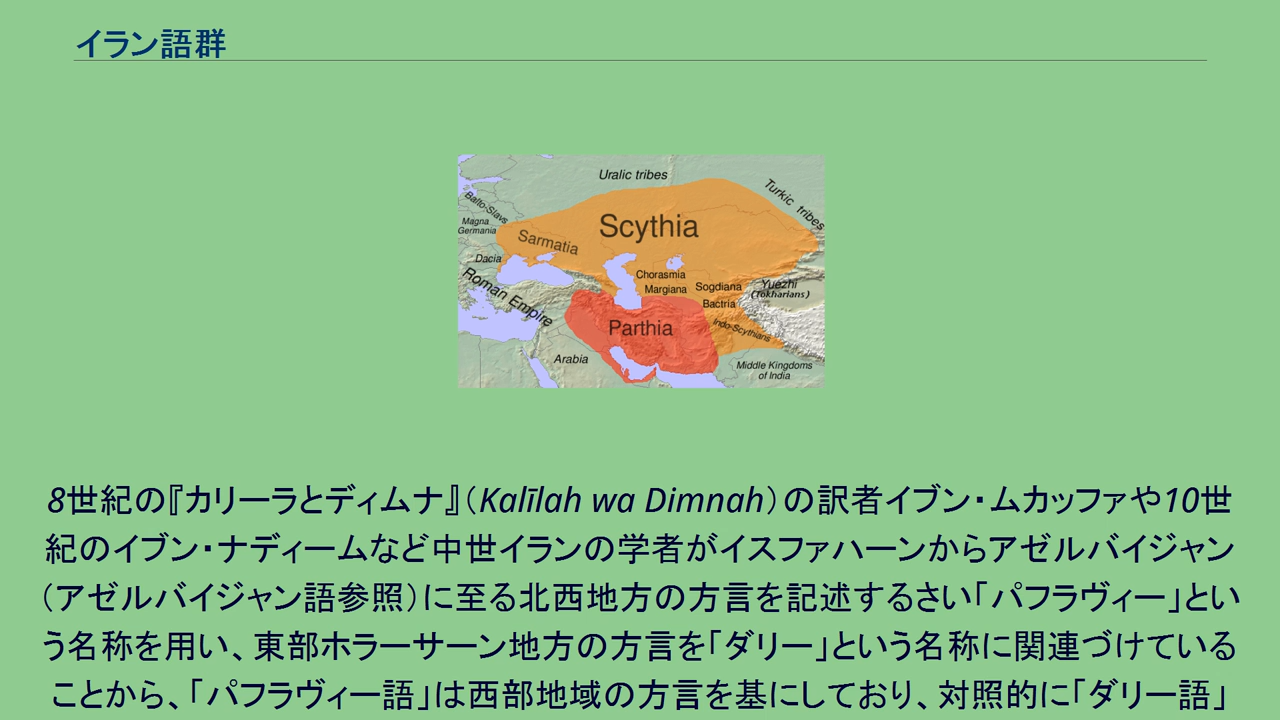 イラン語群
Uralic tribes
Turkic tribes
Balto-Slavs
Scythia
Magna
Germania
Sarmatia
Dacia
Chorasmia
Roman Empire
Margiana
Sogdiana
Yuezhi
(Tokharians)
Bactria
Parthia
Indo-Scythians
Arabia
Middle Kingdoms
of India
8世紀の『カリーラとディムナ』（Kalīlah wa Dimnah）の訳者イブン・ムカッファや10世
紀のイブン・ナディームなど中世イランの学者がイスファハーンからアゼルバイジャン
（アゼルバイジャン語参照）に至る北西地方の方言を記述するさい「パフラヴィー」とい
う名称を用い、東部ホラーサーン地方の方言を「ダリー」という名称に関連づけている
ことから、「パフラヴィー語」は西部地域の方言を基にしており、対照的に「ダリー語」